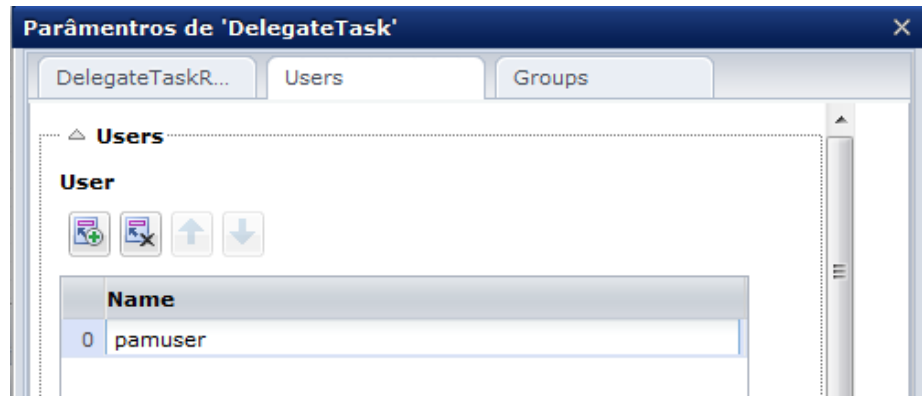 Parâmentros de 'DelegateTask'
DelegateTaskR... Users Groups
Users
User
Name
0 pamuser